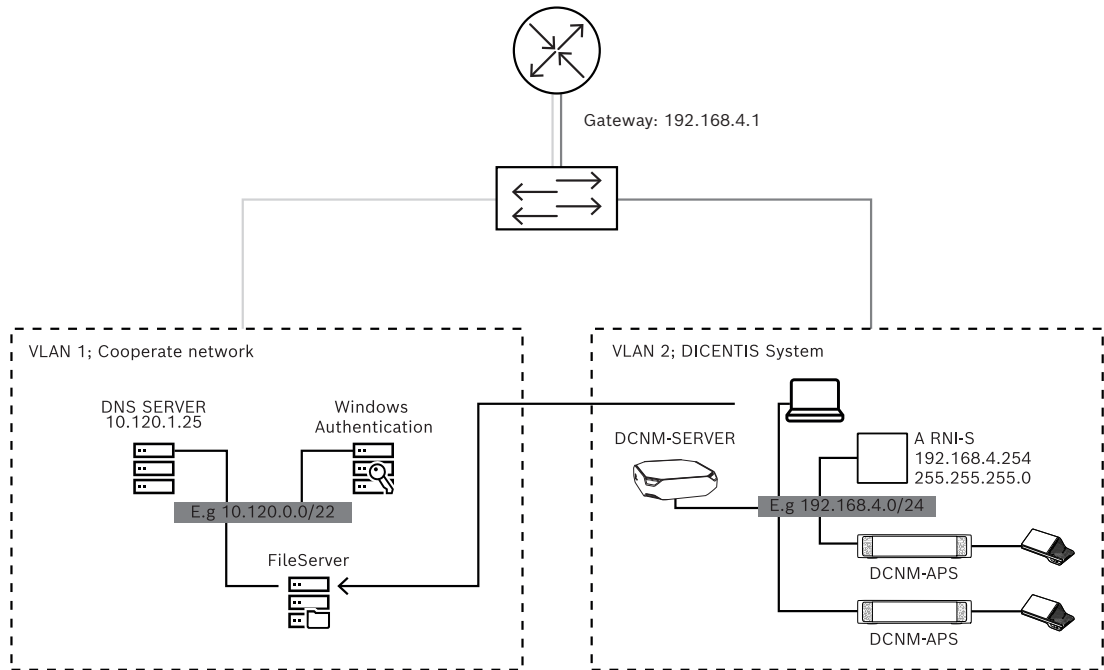 Gateway: 192.168.4.1
VLAN 1; Cooperate network
DNS SERVER
10.120.1.25
Windows
Authentication
E.g 10.120.0.0/22
FileServer
VLAN 2; DICENTIS System
DCNM-SERVER
A RNI-S
192.168.4.254
255.255.255.0
E.g 192.168.4.0/24
DCNM-APS
DCNM-APS